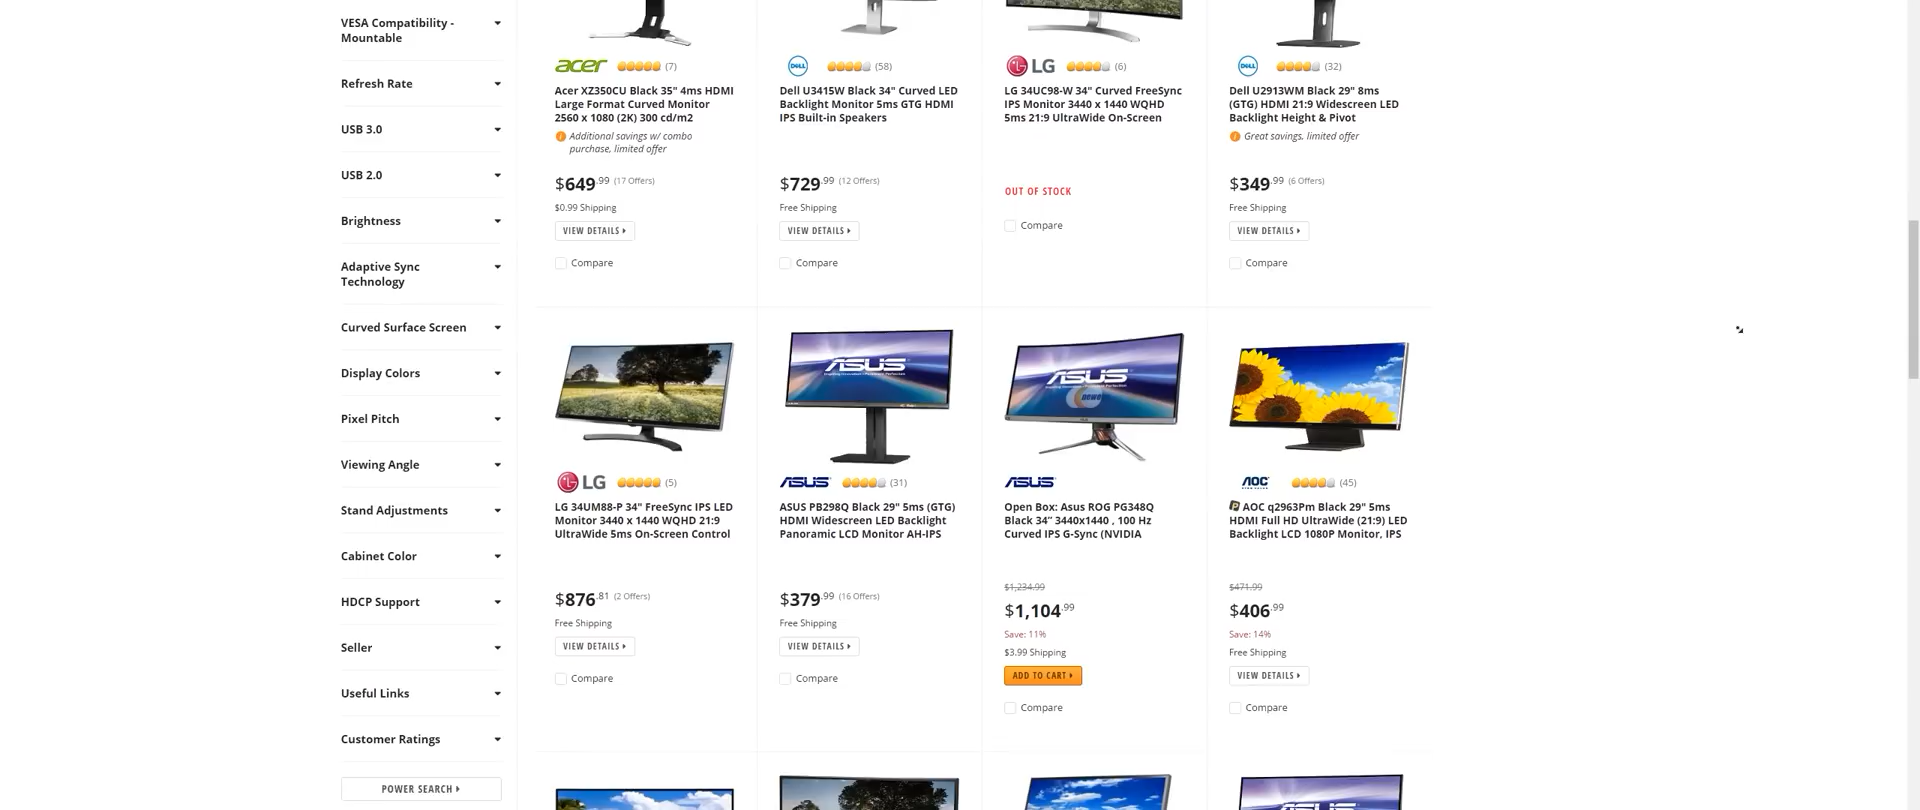 VESA Compatibility -
Mountable
Refresh Rate
USB 3.0
USB 2.0
Brightness
Adaptive Sync
Technology
Curved Surface Screen
Display Colors
Pixel Pitch
Viewing Angle
Stand Adjustments
Cabinet Color
HDCP Support
Seller
Useful Links
Customer Ratings
POWER SEARCH
acer (7)
Acer XZ350CU Black 35" 4ms HDMI
Large Format Curved Monitor
2560 x 1080 (2K) 300 cd/m2
Additional savings w/ combo
purchase, limited offer
$649.99 (17 Offers)
$0.99 Shipping
VIEW DETAILS
Compare
DELL (58)
Dell U3415W Black 34" Curved LED
Backlight Monitor 5ms GTG HDMI
IPS Built-in Speakers
$729.99 (12 Offers)
Free Shipping
VIEW DETAILS
Compare
LG (6)
LG 34UC98-W 34" Curved FreeSync
IPS Monitor 3440 x 1440 WQHD
5ms 21:9 UltraWide On-Screen
OUT OF STOCK
Compare
DELL (32)
Dell U2913WM Black 29" 8ms
(GTG) HDMI 21:9 Widescreen LED
Backlight Height & Pivot
Great savings, limited offer
$349.99 (6 Offers)
Free Shipping
VIEW DETAILS
Compare
LG (5)
LG 34UM88-P 34" FreeSync IPS LED
Monitor 3440 x 1440 WQHD 21:9
UltraWide 5ms On-Screen Control
$876.81 (2 Offers)
Free Shipping
VIEW DETAILS
Compare
ASUS
ASUS (31)
ASUS PB298Q Black 29" 5ms (GTG)
HDMI Widescreen LED Backlight
Panoramic LCD Monitor AH-IPS
$379.99 (16 Offers)
Free Shipping
VIEW DETAILS
Compare
ASUS
newe
ASUS
Open Box: Asus ROG PG348Q
Black 34" 3440x1440 , 100 Hz
Curved IPS G-Sync (NVIDIA
$1,234.99
$1,104.99
Save: 11%
$3.99 Shipping
ADD TO CART
Compare
AOC (45)
AOC q2963Pm Black 29" 5ms
HDMI Full HD UltraWide (21:9) LED
Backlight LCD 1080P Monitor, IPS
$471.99
$406.99
Save: 14%
Free Shipping
VIEW DETAILS
Compare